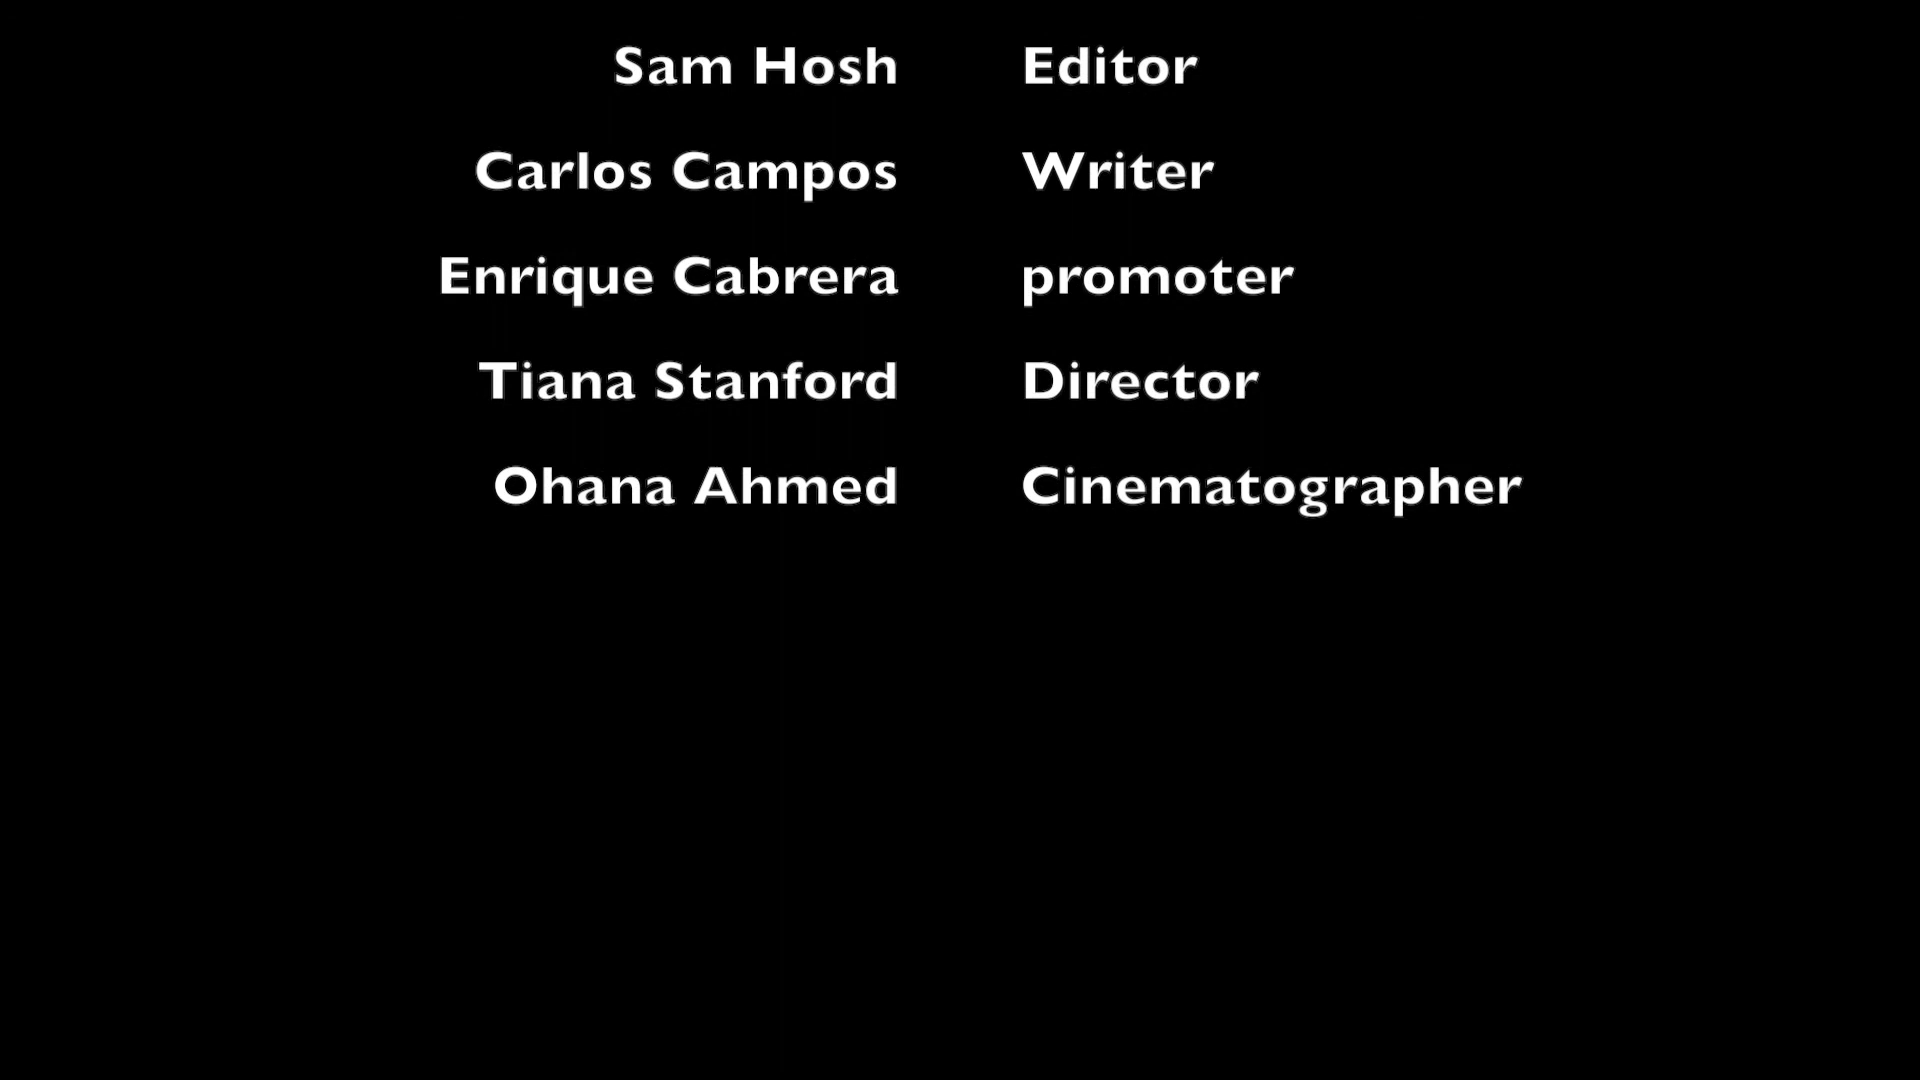 Sam Hosh Editor
Carlos Campos Writer
Enrique Cabrera promoter
Tiana Stanford Director
Ohana Ahmed Cinematographer